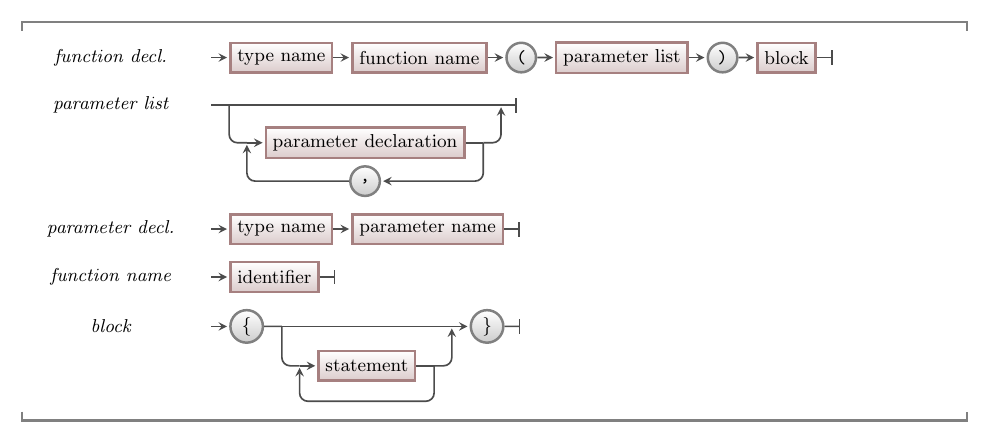 function decl. type name function name ( parameter list ) block
parameter list
parameter declaration
,
parameter decl. type name parameter name
function name identifier
block { }
statement